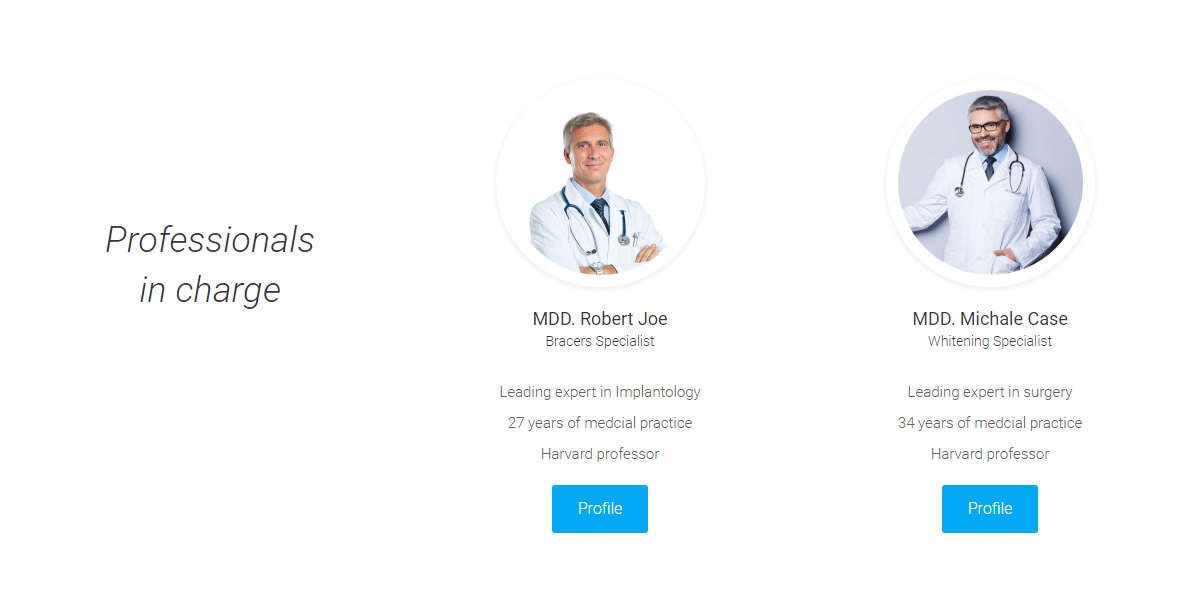 Professionals
in charge
MDD. Robert Joe
Bracers Specialist
Leading expert in Implantology
27 years of medcial practice
Harvard professor
Profile
MDD. Michale Case
Whitening Specialist
Leading expert in surgery
34 years of medcial practice
Harvard professor
Profile